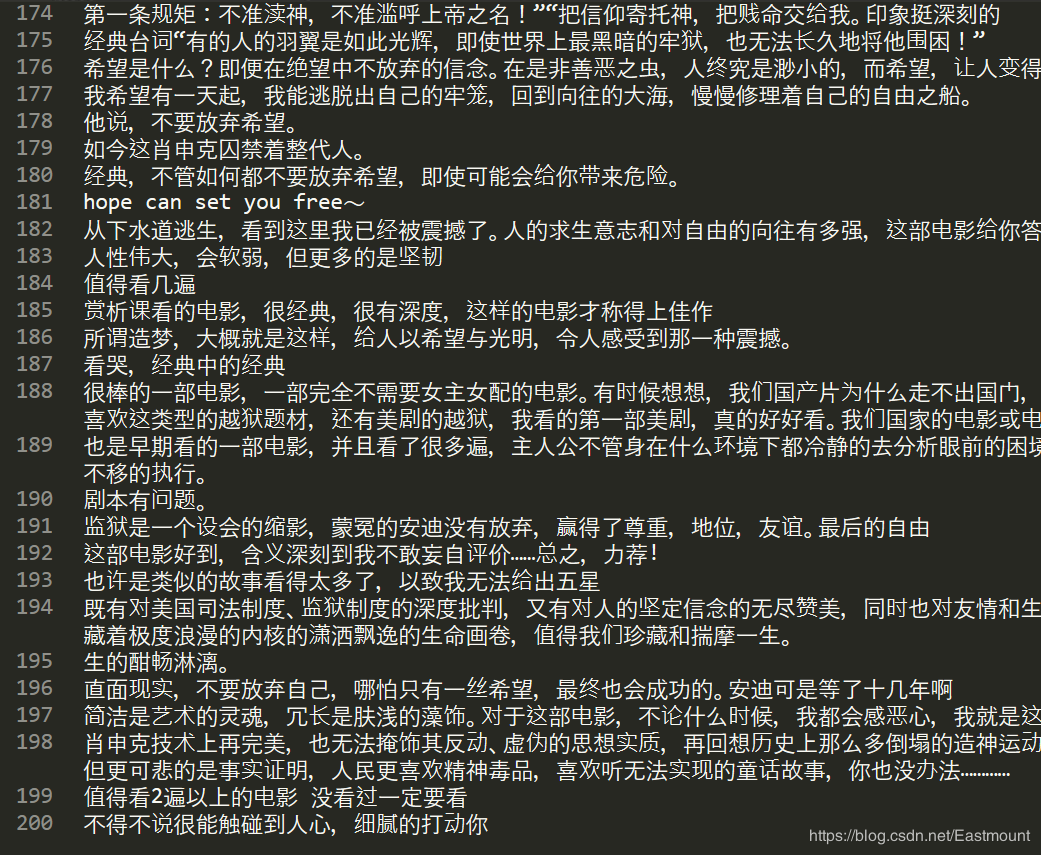 174 第一条规矩：不准渎神，不准滥呼上帝之名！”“把信仰寄托神，把贱命交给我。印象挺深刻的
175 经典台词“有的人的羽翼是如此光辉，即使世界上最黑暗的牢狱，也无法长久地将他围困！”
176 希望是什么？即便在绝望中不放弃的信念。在是非善恶之虫，人终究是渺小的，而希望，让人变得
177 我希望有一天起，我能逃脱出自己的牢笼，回到向往的大海，慢慢修理着自己的自由之船。
178 他说，不要放弃希望。
179 如今这肖申克囚禁着整代人。
180 经典，不管如何都不要放弃希望，即使可能会给你带来危险。
181 hope can set you free～
182 从下水道逃生，看到这里我已经被震撼了。人的求生意志和对自由的向往有多强，这部电影给你答
183 人性伟大，会软弱，但更多的是坚韧
184 值得看几遍
185 赏析课看的电影，很经典，很有深度，这样的电影才称得上佳作
186 所谓造梦，大概就是这样，给人以希望与光明，令人感受到那一种震撼。
187 看哭，经典中的经典
188 很棒的一部电影，一部完全不需要女主女配的电影。有时候想想，我们国产片为什么走不出国门，
喜欢这类型的越狱题材，还有美剧的越狱，我看的第一部美剧，真的好好看。我们国家的电影或电
189 也是早期看的一部电影，并且看了很多遍，主人公不管身在什么环境下都冷静的去分析眼前的困境
不移的执行。
190 剧本有问题。
191 监狱是一个设会的缩影，蒙冤的安迪没有放弃，赢得了尊重，地位，友谊。最后的自由
192 这部电影好到，含义深刻到我不敢妄自评价……总之，力荐！
193 也许是类似的故事看得太多了，以致我无法给出五星
194 既有对美国司法制度、监狱制度的深度批判，又有对人的坚定信念的无尽赞美，同时也对友情和生
藏着极度浪漫的内核的潇洒飘逸的生命画卷，值得我们珍藏和揣摩一生。
195 生的酣畅淋漓。
196 直面现实，不要放弃自己，哪怕只有一丝希望，最终也会成功的。安迪可是等了十几年啊
197 简洁是艺术的灵魂，冗长是肤浅的藻饰。对于这部电影，不论什么时候，我都会感恶心，我就是这
198 肖申克技术上再完美，也无法掩饰其反动、虚伪的思想实质，再回想历史上那么多倒塌的造神运动
但更可悲的是事实证明，人民更喜欢精神毒品，喜欢听无法实现的童话故事，你也没办法…………
199 值得看2遍以上的电影 没看过一定要看
200 不得不说很能触碰到人心，细腻的打动你
https://blog.csdn.net/Eastmount